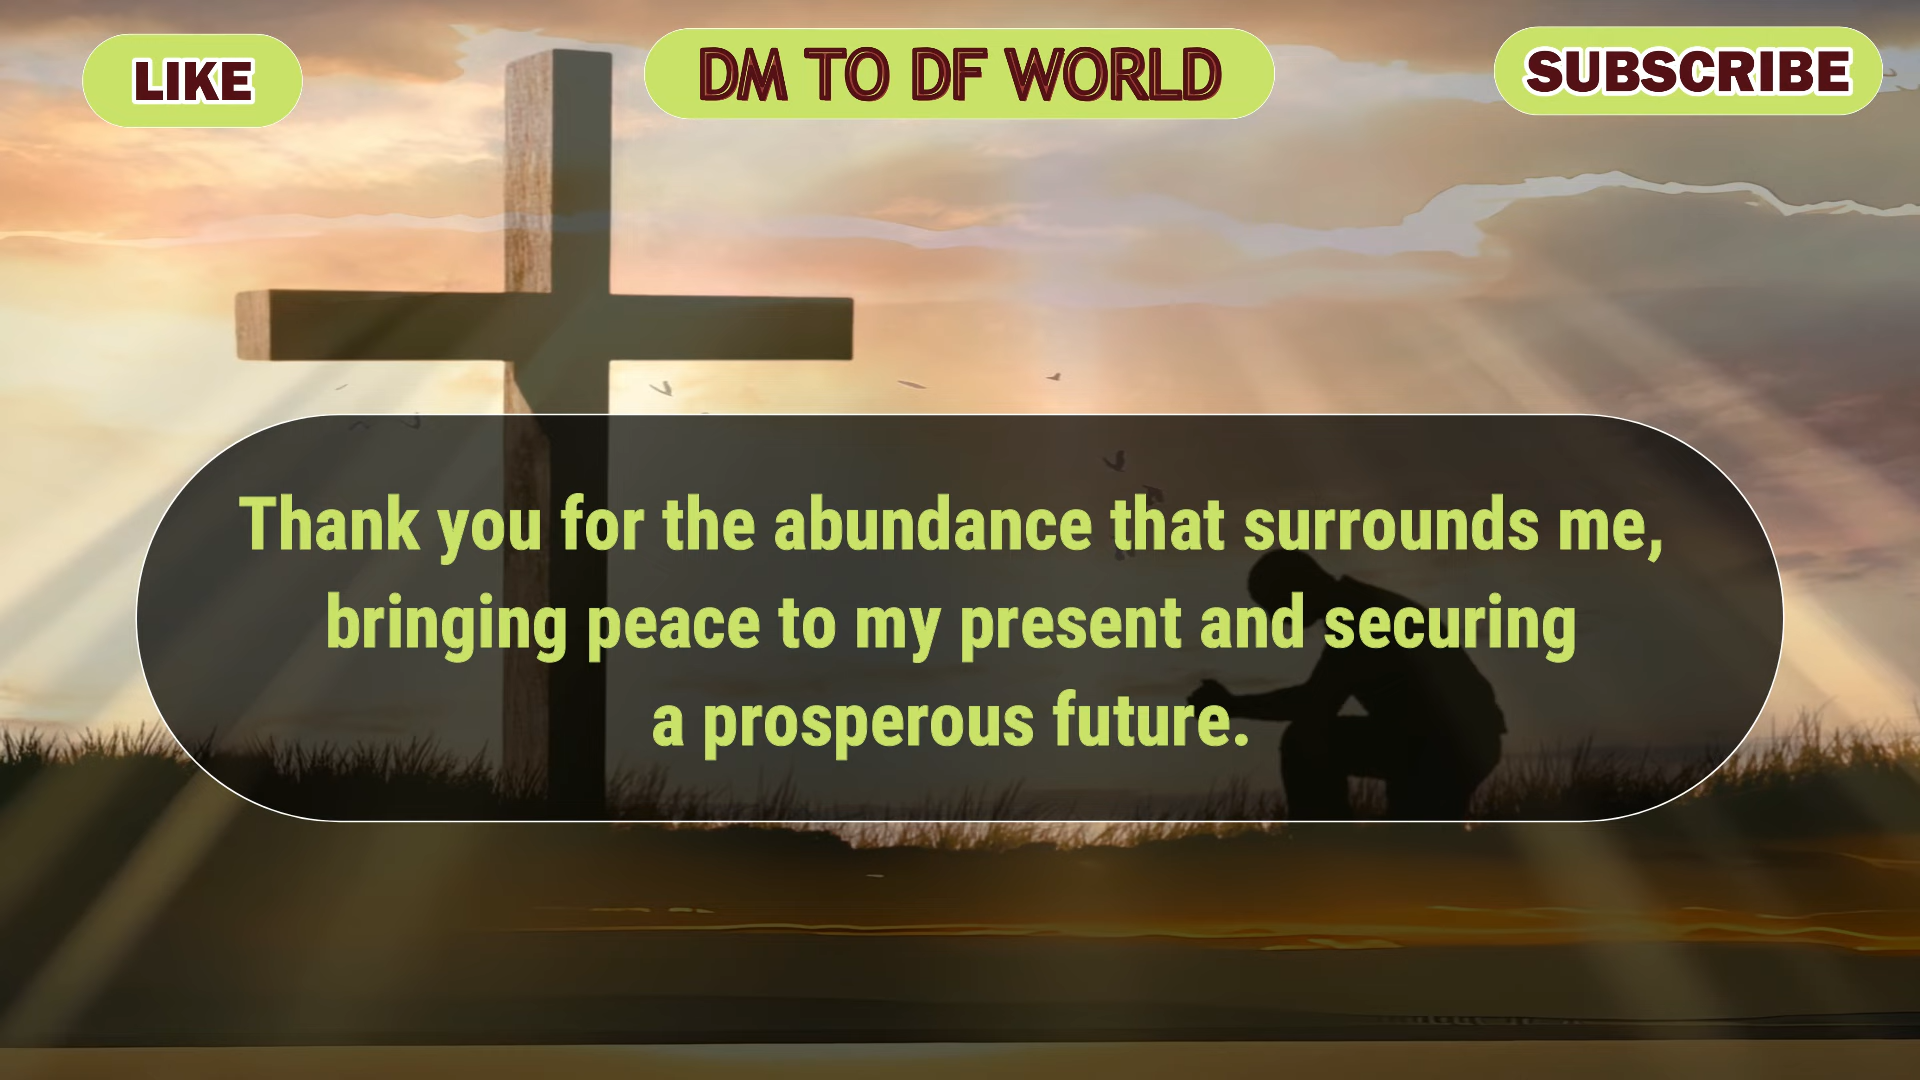 LIKE
DM TO DF WORLD
SUBSCRIBE
Thank you for the abundance that surrounds me,
bringing peace to my present and securing
a prosperous future.